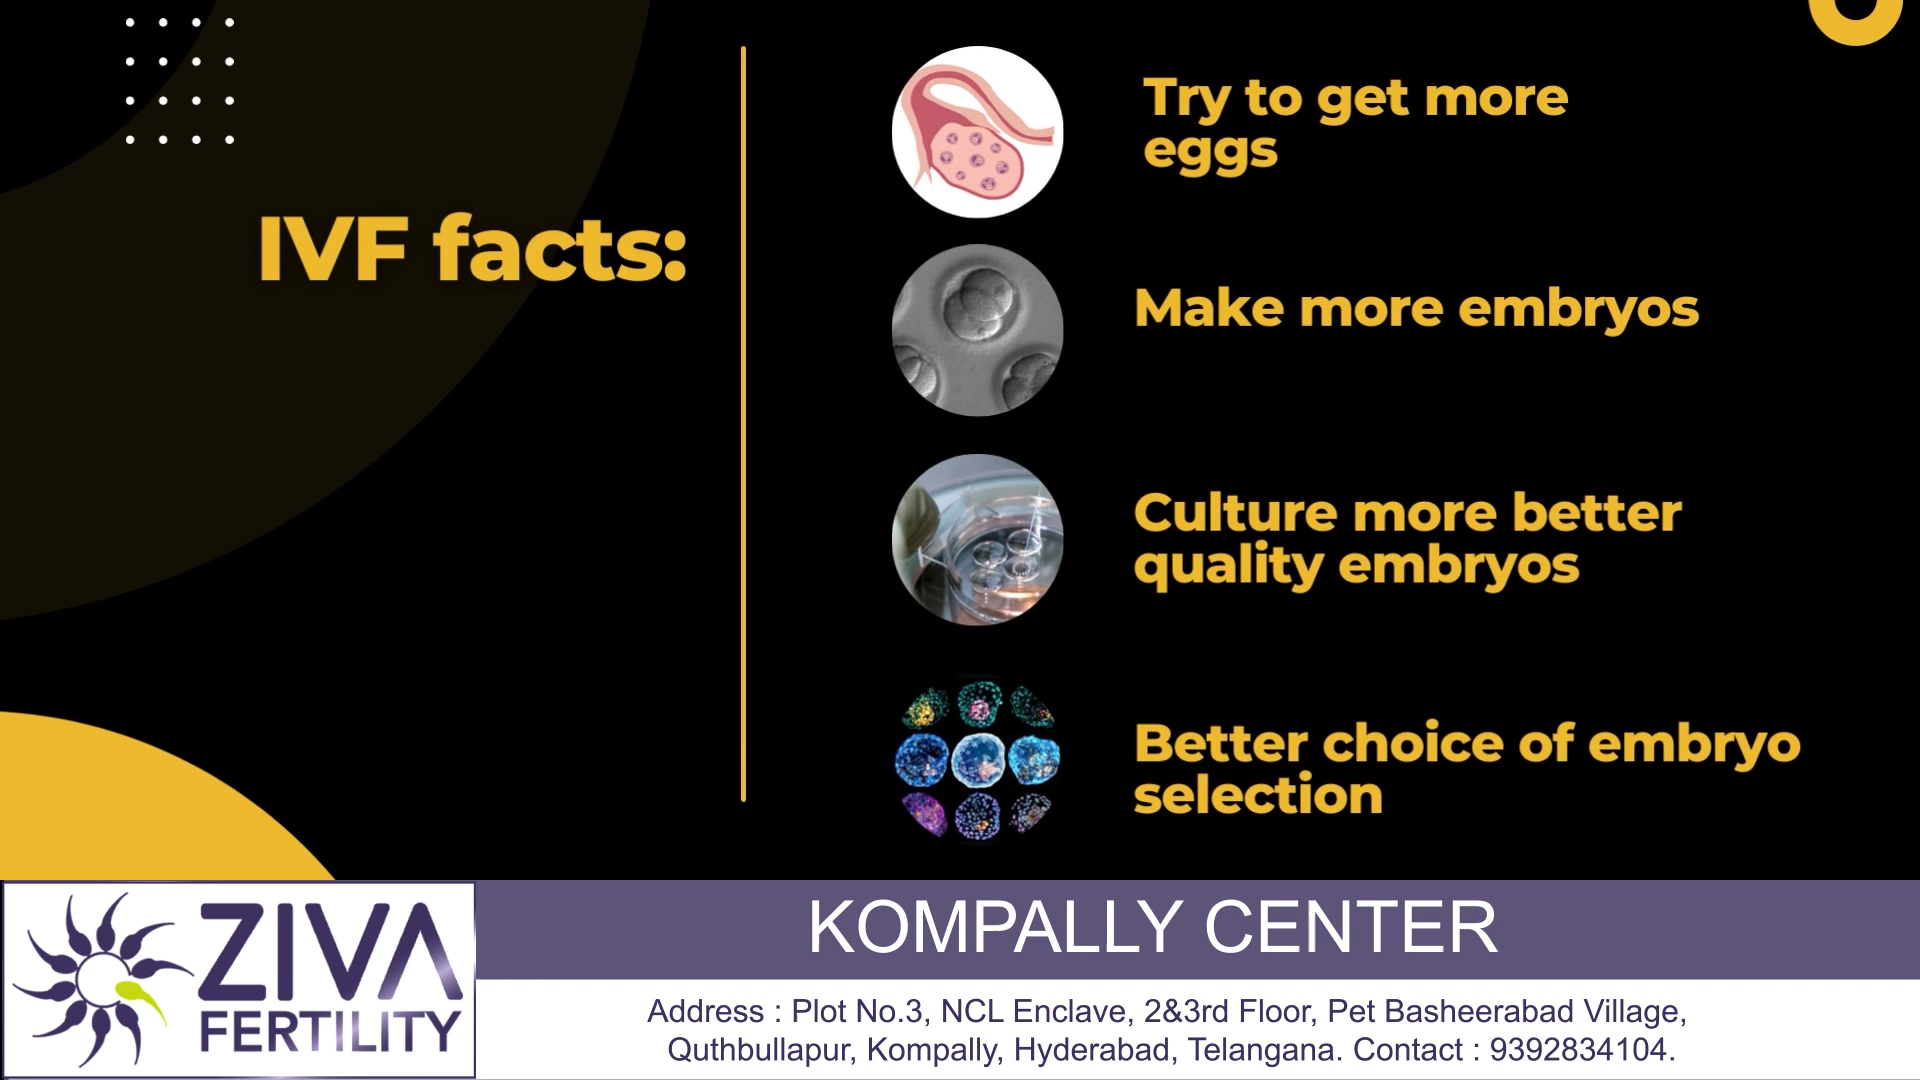 IVF facts:
Try to get more
eggs
Make more embryos
Culture more better
quality embryos
Better choice of embryo
selection
ZIVA
FERTILITY
KOMPALLY CENTER
Address : Plot No.3, NCL Enclave, 2&3rd Floor, Pet Basheerabad Village,
Quthbullapur, Kompally, Hyderabad, Telangana. Contact : 9392834104.